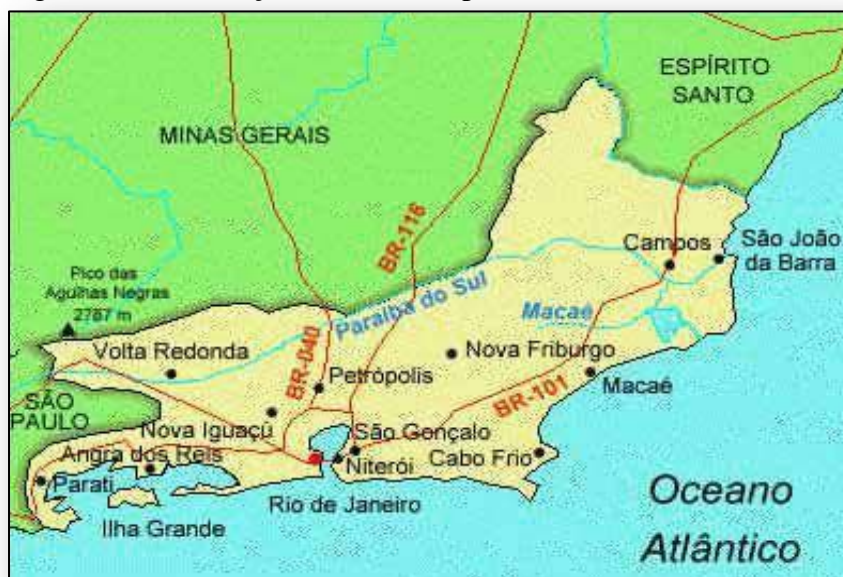 ESPÍRITO
SANTO
MINAS GERAIS
BR-116
Campos
São João
da Barra
Pico das
Agulhas Negras
2787 m
Paraíba do Sul
Macaé
Volta Redonda
BR-040
Nova Friburgo
Petrópolis
BR-101
Macaé
SÃO
PAULO
Nova Iguaçú
São Gonçalo
Angra dos Reis
Niterói
Cabo Frio
Parati
Rio de Janeiro
Ilha Grande
Oceano
Atlântico